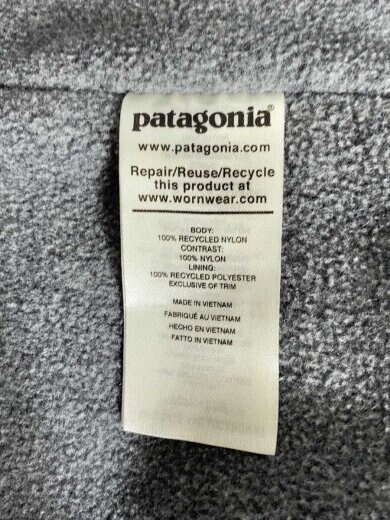 patagonia®
www.patagonia.com
Repair/Reuse/Recycle
this product at
www.wornwear.com
BODY:
100% RECYCLED NYLON
CONTRAST:
100% NYLON
LINING:
100% RECYCLED POLYESTER
EXCLUSIVE OF TRIM
MADE IN VIETNAM
FABRIQUÉ AU VIETNAM
HECHO EN VIETNAM
FATTO IN VIETNAM